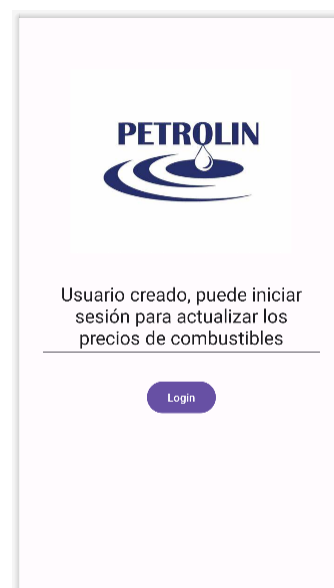 PETROLIN
Usuario creado, puede iniciar
sesión para actualizar los
precios de combustibles
Login